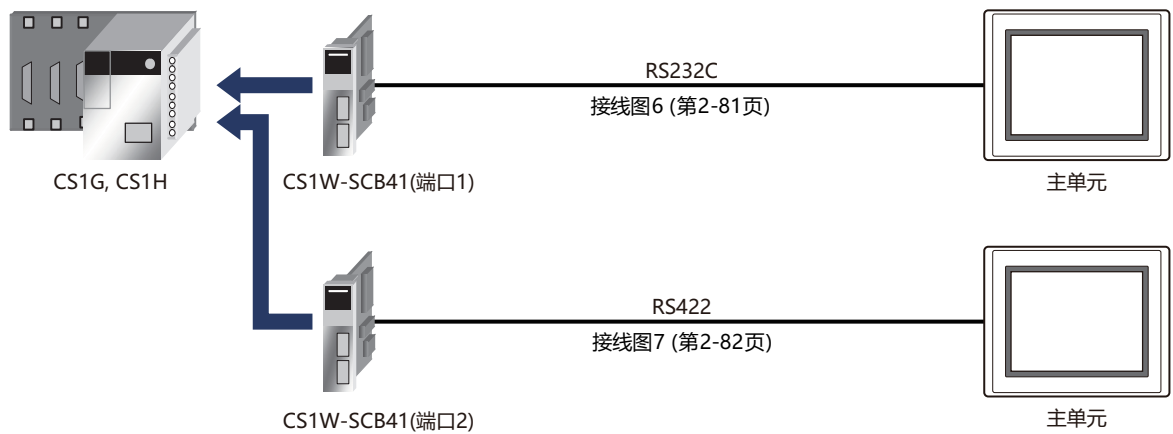 RS232C
接线图6 (第2-81页)
CS1G, CS1H
CS1W-SCB41(端口1)
主单元
RS422
接线图7 (第2-82页)
CS1W-SCB41(端口2)
主单元